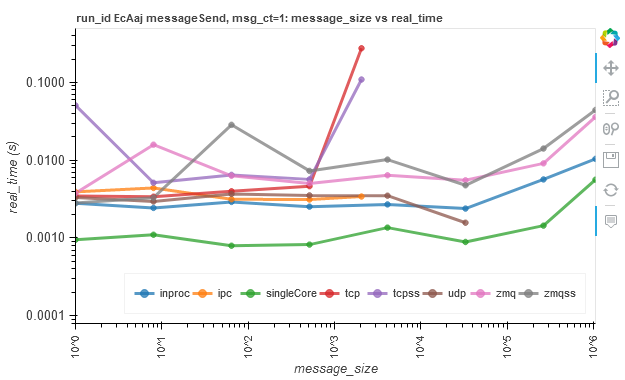 run_id EcAaj messageSend, msg_ct=1: message_size vs real_time
real_time (s)
0.1000
0.0100
0.0010
0.0001
inproc ipc singleCore tcp tcpss udp zmq zmqss
10^0 10^1 10^2 10^3 10^4 10^5 10^6
message_size